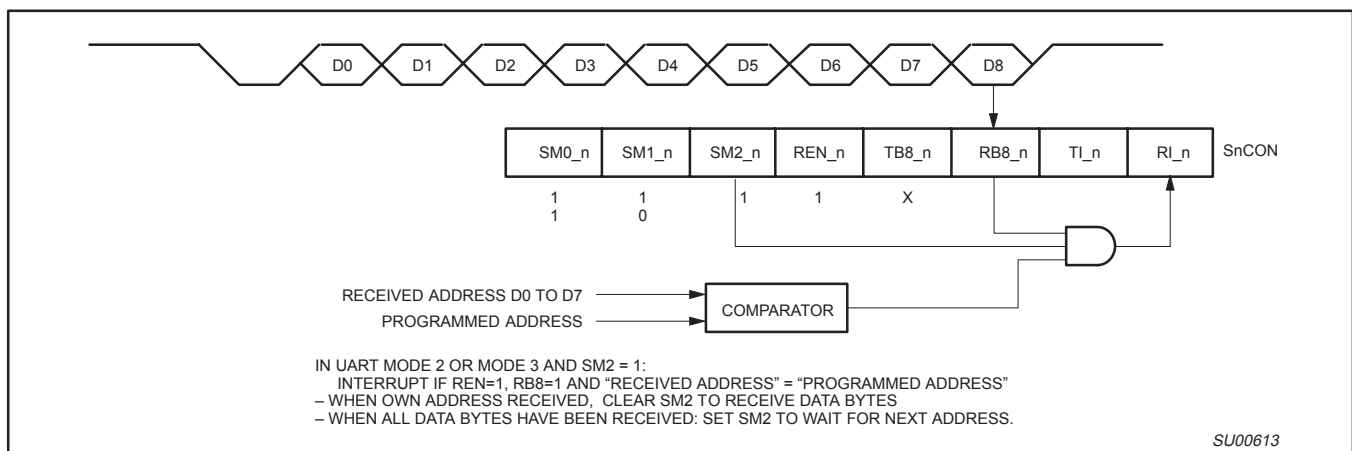 D0 D1 D2 D3 D4 D5 D6 D7 D8
SM0_n SM1_n SM2_n REN_n TB8_n RB8_n TI_n RI_n SnCON
1 1 1 1 X
1 0
RECEIVED ADDRESS D0 TO D7
COMPARATOR
PROGRAMMED ADDRESS
IN UART MODE 2 OR MODE 3 AND SM2 = 1:
INTERRUPT IF REN=1, RB8=1 AND “RECEIVED ADDRESS” = “PROGRAMMED ADDRESS”
– WHEN OWN ADDRESS RECEIVED, CLEAR SM2 TO RECEIVE DATA BYTES
– WHEN ALL DATA BYTES HAVE BEEN RECEIVED: SET SM2 TO WAIT FOR NEXT ADDRESS.
SU00613